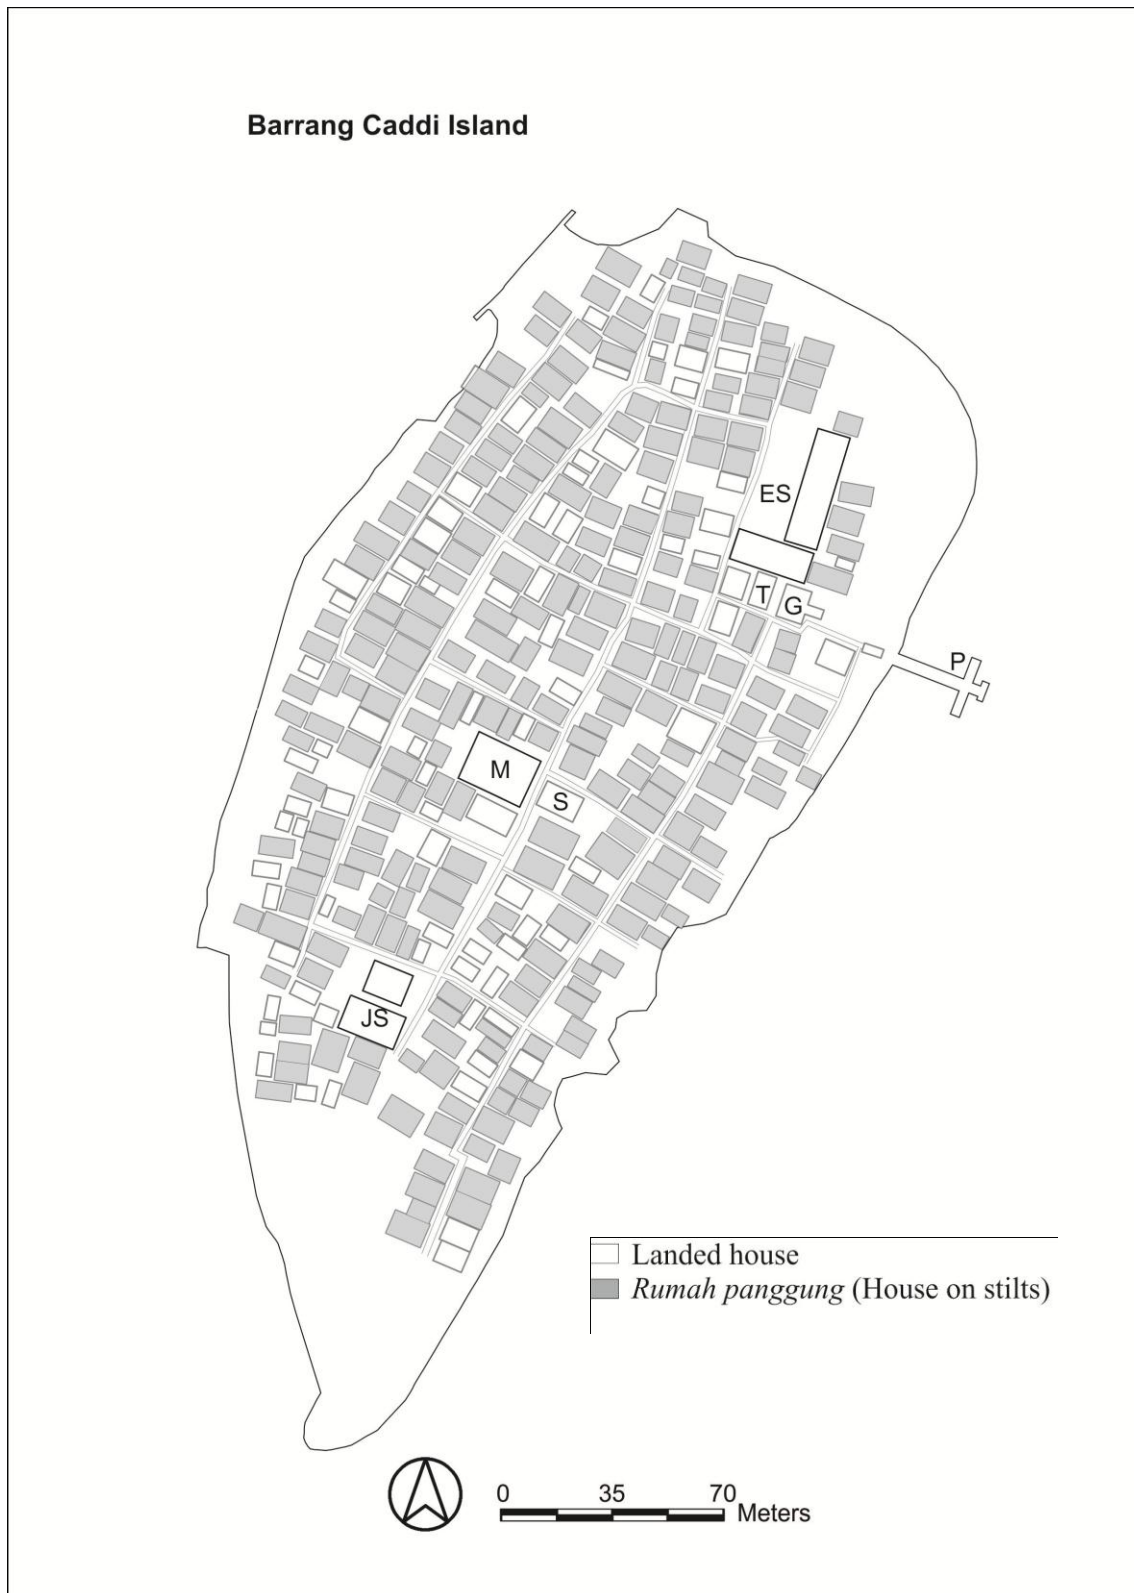 Barrang Caddi Island
ES
T
G
P
M
S
JS
Landed house
Rumah panggung (House on stilts)
0 35 70
Meters